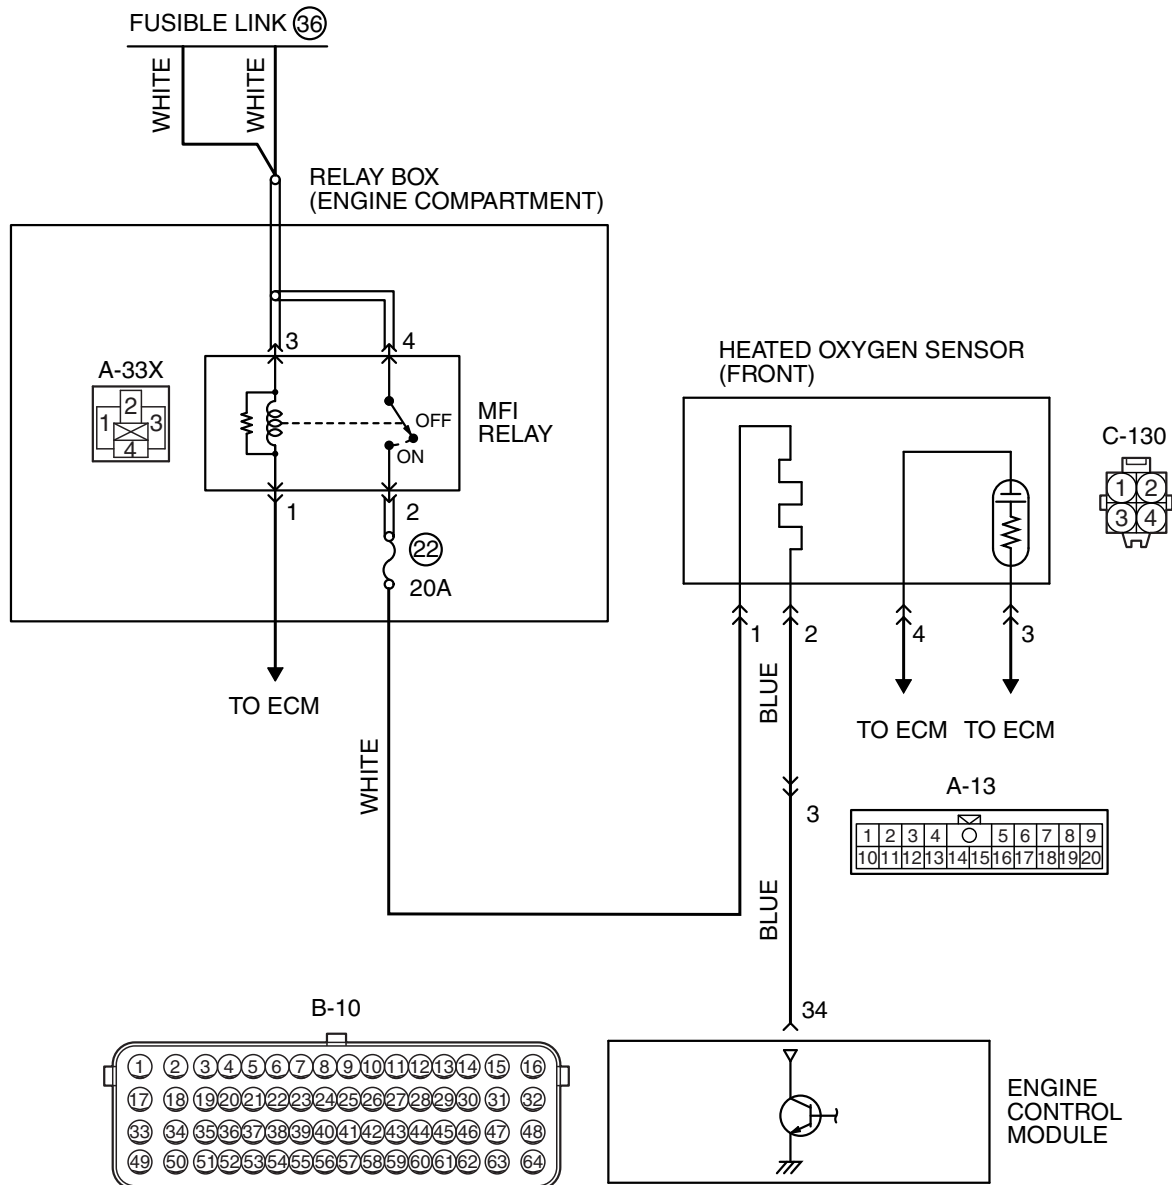 FUSIBLE LINK 36
WHITE
WHITE
RELAY BOX
(ENGINE COMPARTMENT)
3
4
A-33X
2
1
3
4
OFF
ON
MFI
RELAY
1
2
22
20A
TO ECM
WHITE
HEATED OXYGEN SENSOR
(FRONT)
C-130
1 2
3 4
1
2
4
3
BLUE
TO ECM
TO ECM
3
A-13
1 2 3 4 5 6 7 8 9
10 11 12 13 14 15 16 17 18 19 20
BLUE
34
B-10
1 2 3 4 5 6 7 8 9 10 11 12 13 14 15 16
17 18 19 20 21 22 23 24 25 26 27 28 29 30 31 32
33 34 35 36 37 38 39 40 41 42 43 44 45 46 47 48
49 50 51 52 53 54 55 56 57 58 59 60 61 62 63 64
ENGINE
CONTROL
MODULE